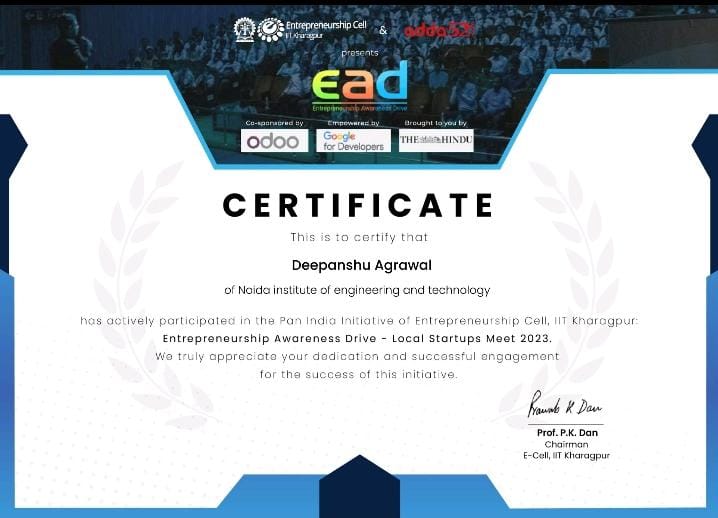 Entrepreneurship Cell
IIT Kharagpur
&
adda52
presents
ead
Entrepreneurship Awareness Drive
Co-sponsored by
odoo
Empowered by
Google
for Developers
Brought to you by
THE HINDU
CERTIFICATE
This is to certify that
Deepanshu Agrawal
of Noida institute of engineering and technology
has actively participated in the Pan India Initiative of Entrepreneurship Cell, IIT Kharagpur:
Entrepreneurship Awareness Drive - Local Startups Meet 2023.
We truly appreciate your dedication and successful engagement
for the success of this initiative.
Prof. P.K. Dan
Chairman
E-Cell, IIT Kharagpur